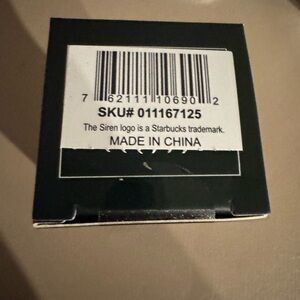 7 62111 10690 2
SKU# 011167125
The Siren logo is a Starbucks trademark.
MADE IN CHINA